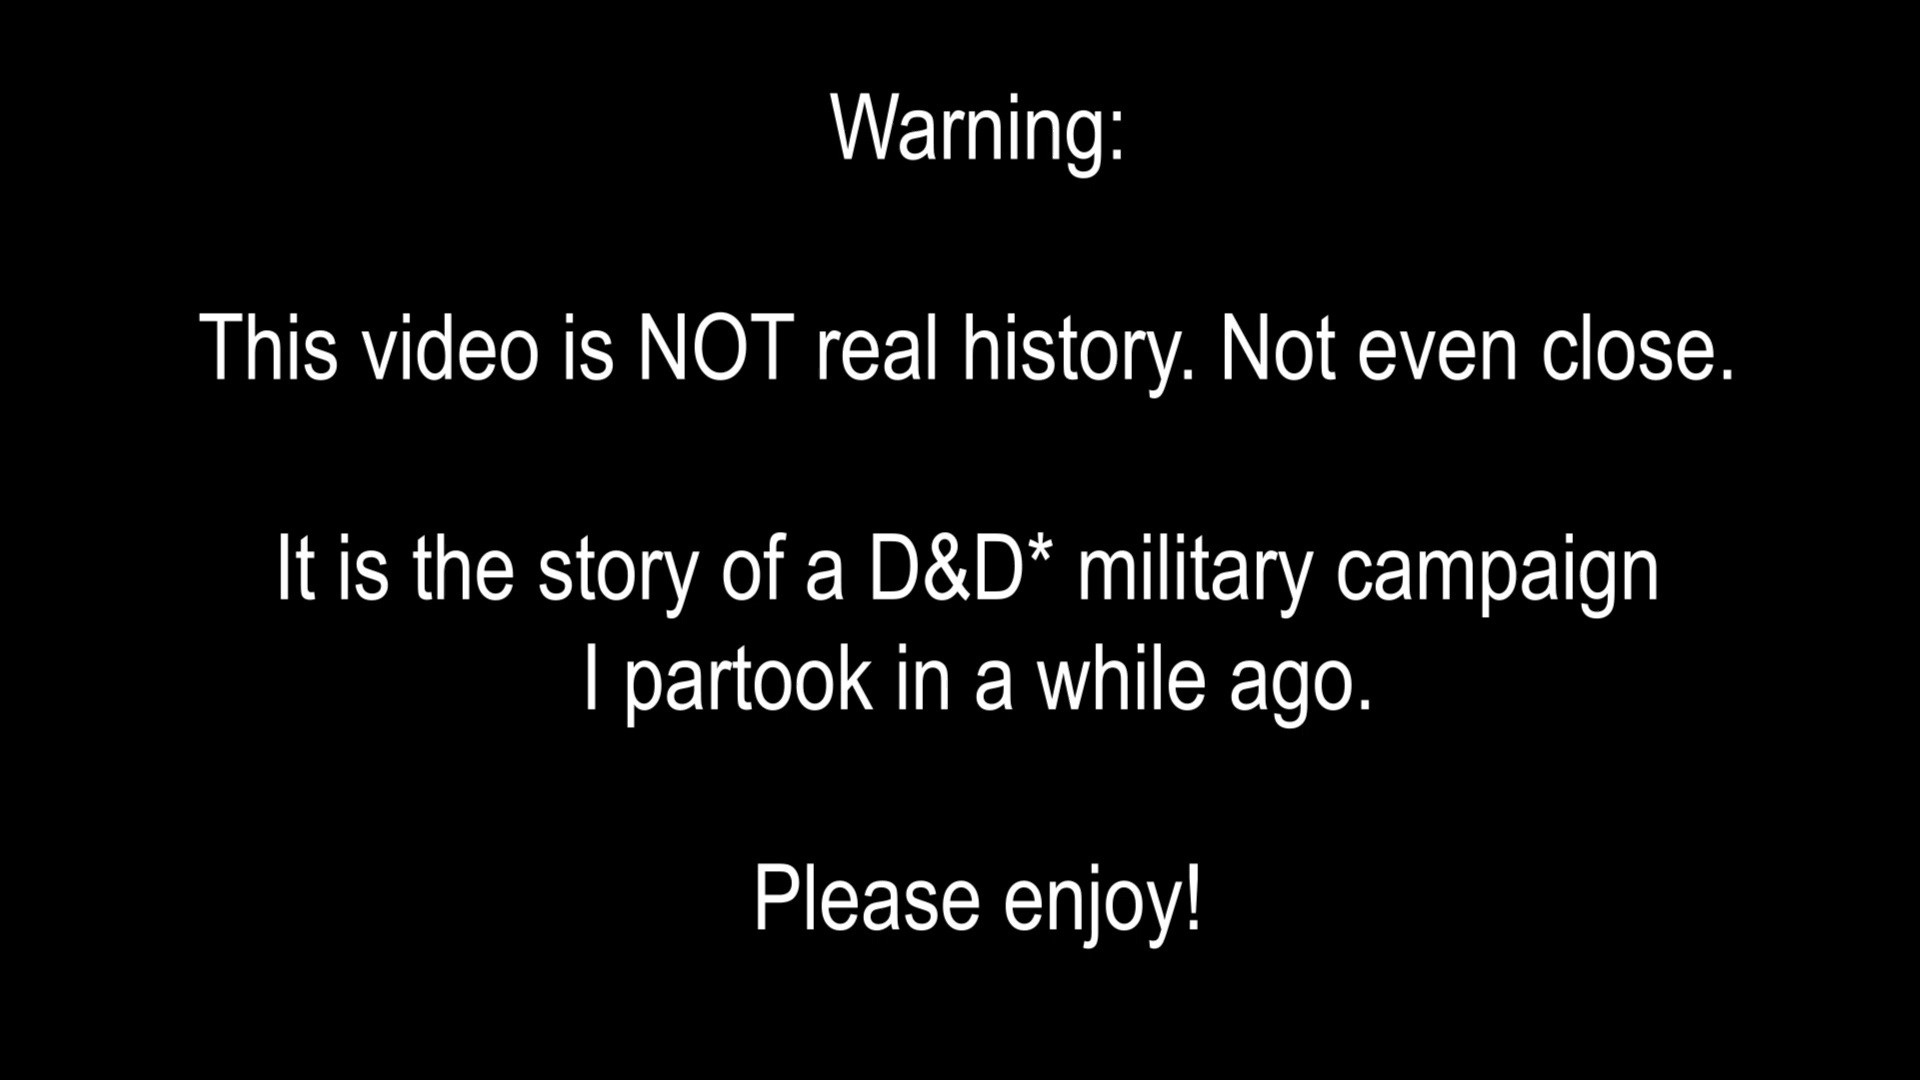 Warning:
This video is NOT real history. Not even close.
It is the story of a D&D* military campaign
I partook in a while ago.
Please enjoy!